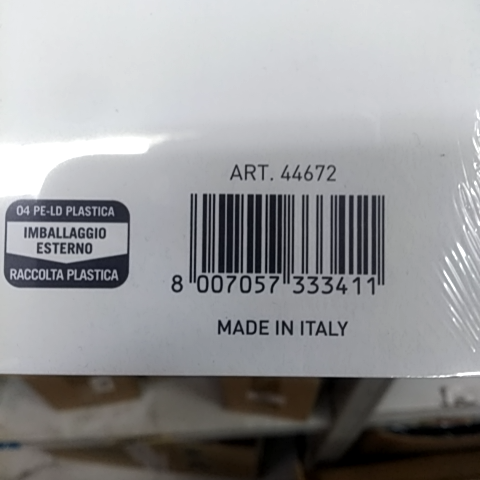 ART. 44672
04 PE-LD PLASTICA
IMBALLAGGIO
ESTERNO
RACCOLTA PLASTICA
8 007057 333411
MADE IN ITALY